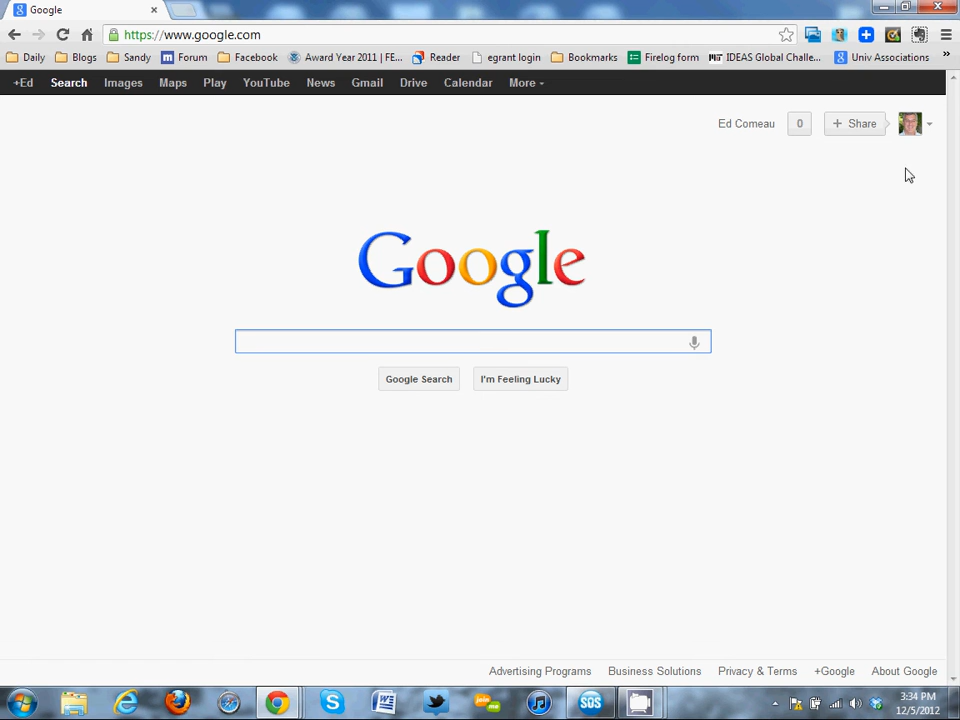 Google
https://www.google.com
Daily Blogs Sandy Forum Facebook Award Year 2011 | FE... Reader egrant login Bookmarks Firelog form IDEAS Global Challe... Univ Associations »
+Ed Search Images Maps Play YouTube News Gmail Drive Calendar More
Ed Comeau 0 + Share
Google
Google Search I'm Feeling Lucky
Advertising Programs Business Solutions Privacy & Terms +Google About Google
SOS
3:34 PM
12/5/2012